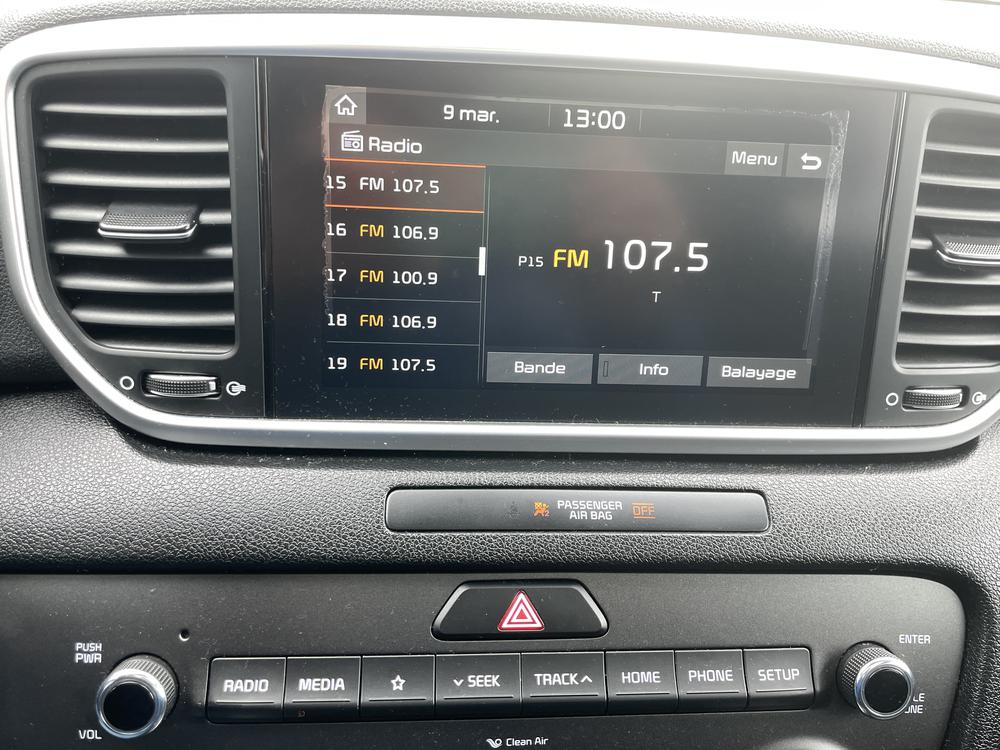 9 mar. 13:00
Radio
Menu
15 FM 107.5
16 FM 106.9
17 FM 100.9
18 FM 106.9
19 FM 107.5
P15 FM 107.5
T
Bande Info Balayage
PASSENGER
AIR BAG OFF
PUSH
PWR
VOL
RADIO MEDIA SEEK TRACK HOME PHONE SETUP
ENTER
Clean Air